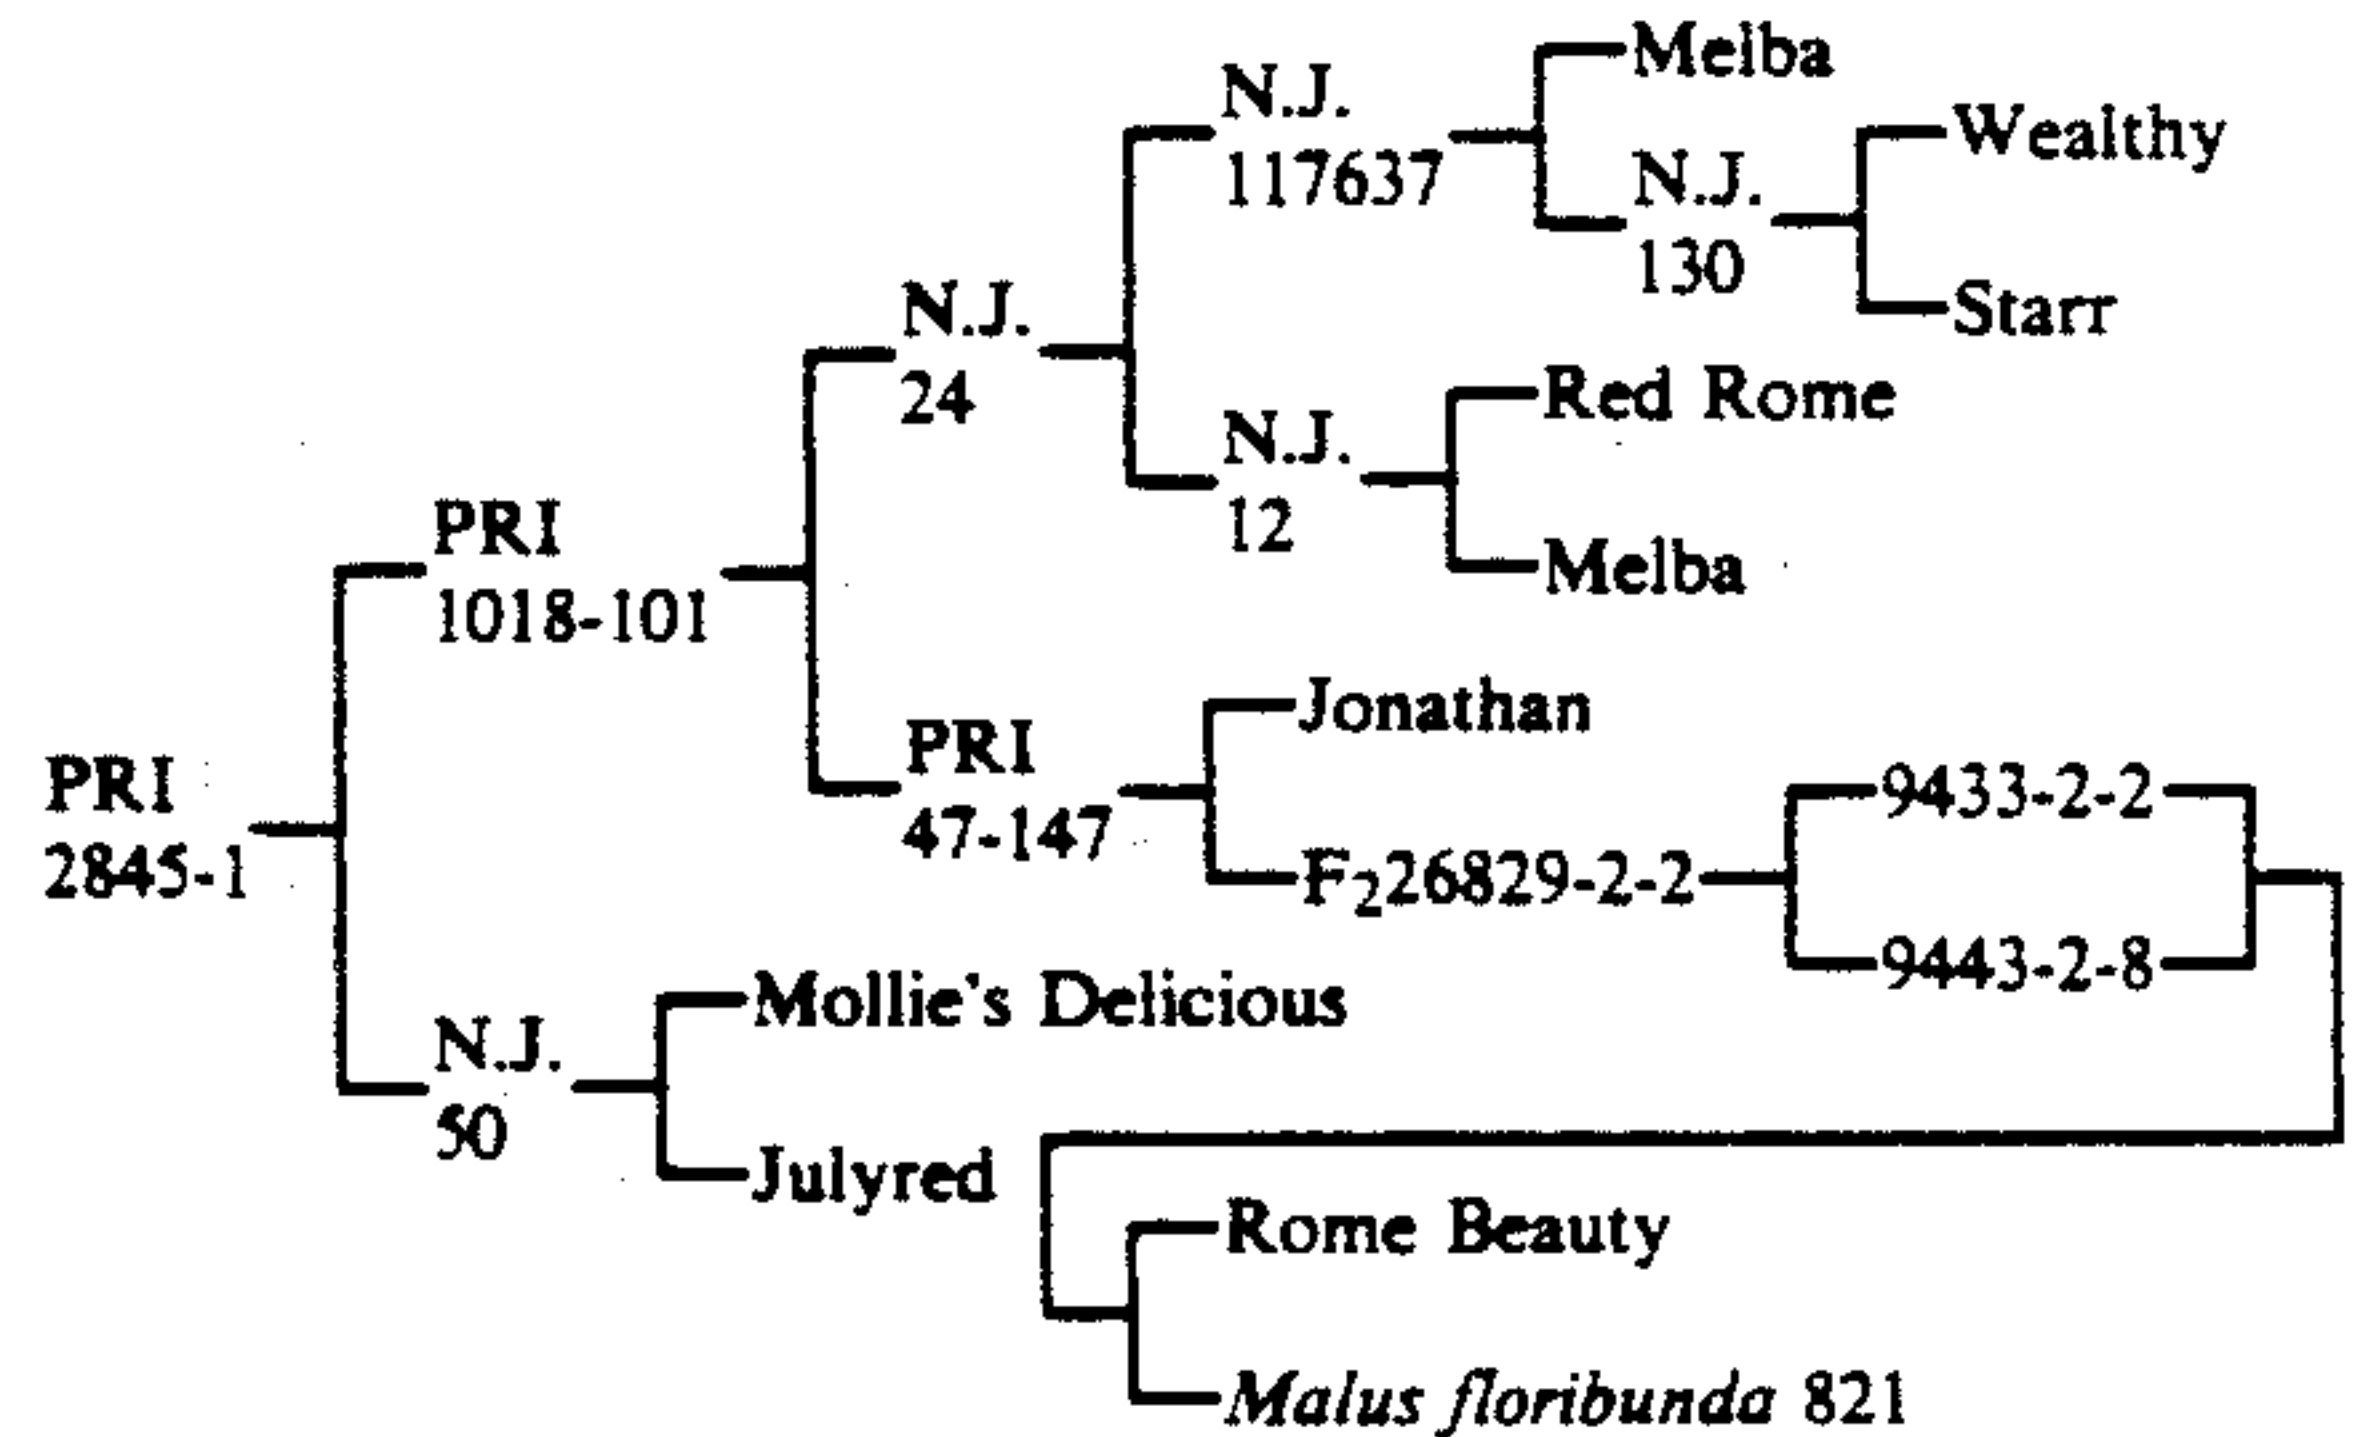 Melba
N.J.
117637
Wealthy
N.J.
130
Starr
N.J.
24
Red Rome
N.J.
12
Melba
PRI
1018-101
Jonathan
PRI
47-147
9433-2-2
F₂26829-2-2
9443-2-8
PRI
2845-1
Mollie's Delicious
N.J.
50
Julyred
Rome Beauty
Malus floribunda 821